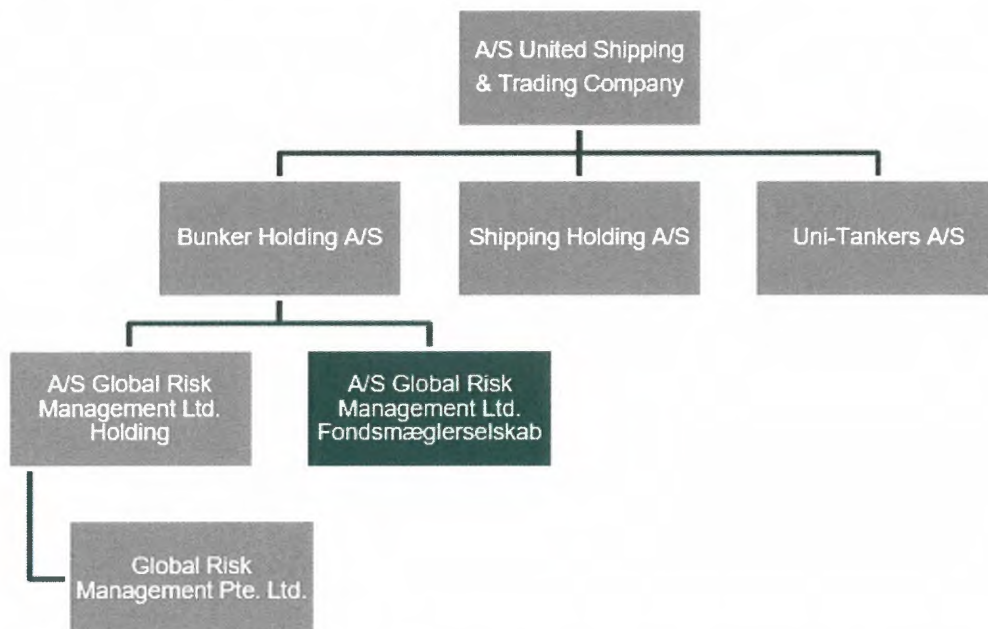 A/S United Shipping
& Trading Company
Bunker Holding A/S
Shipping Holding A/S
Uni-Tankers A/S
A/S Global Risk
Management Ltd.
Holding
A/S Global Risk
Management Ltd.
Fondsmæglerselskab
Global Risk
Management Pte. Ltd.